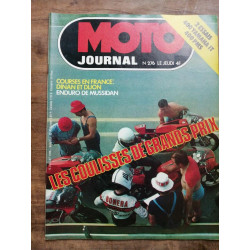 MOTO
JOURNAL
N 276 LE JEUDI 4F
COURSES EN FRANCE
DINAN ET DIJON
ENDURO DE MUSSIDAN
LES COULISSES DE GRANDS PRIX
ROMERA